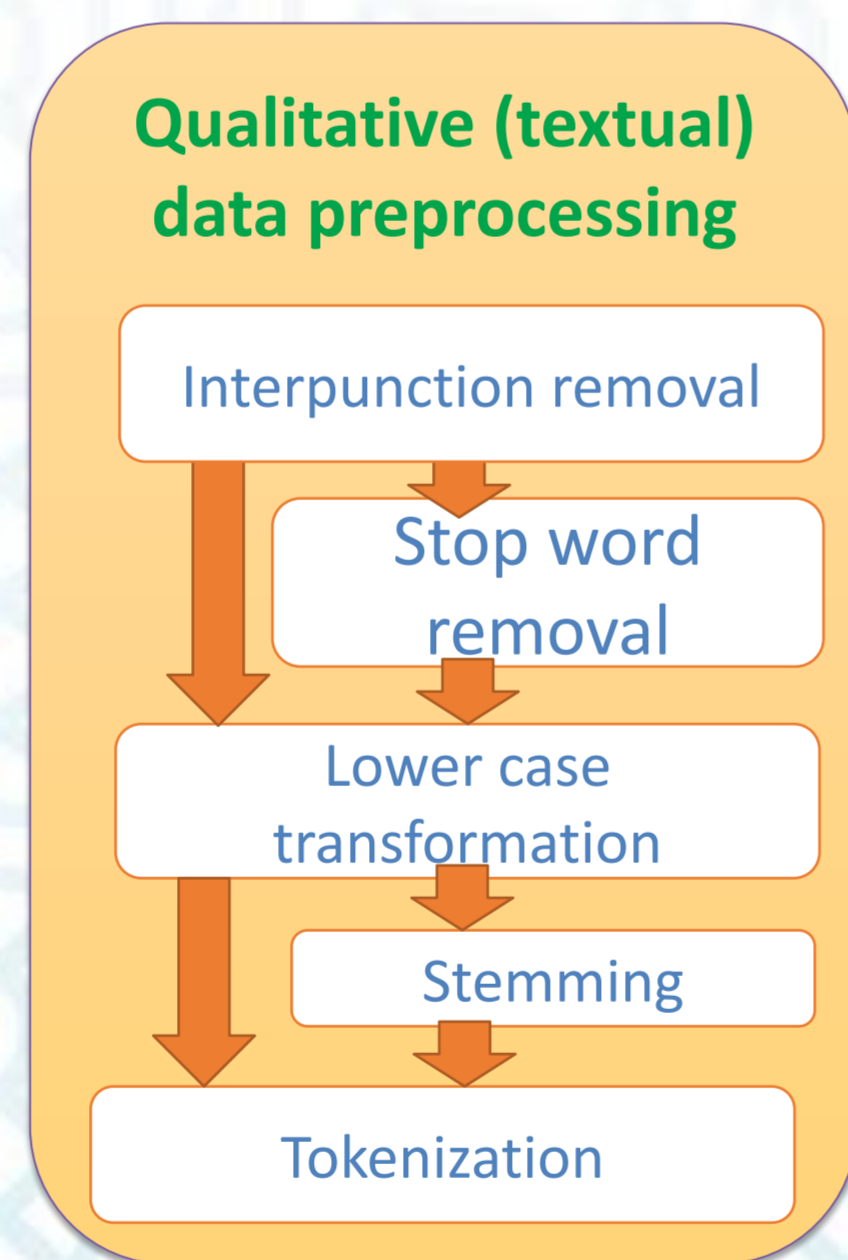 Qualitative (textual)
data preprocessing
Interpunction removal
Stop word
removal
Lower case
transformation
Stemming
Tokenization